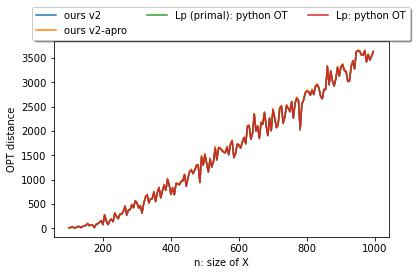 ours v2
ours v2-apro
Lp (primal): python OT
Lp: python OT
3500
3000
2500
2000
1500
1000
500
0
OPT distance
200
400
600
800
1000
n: size of X